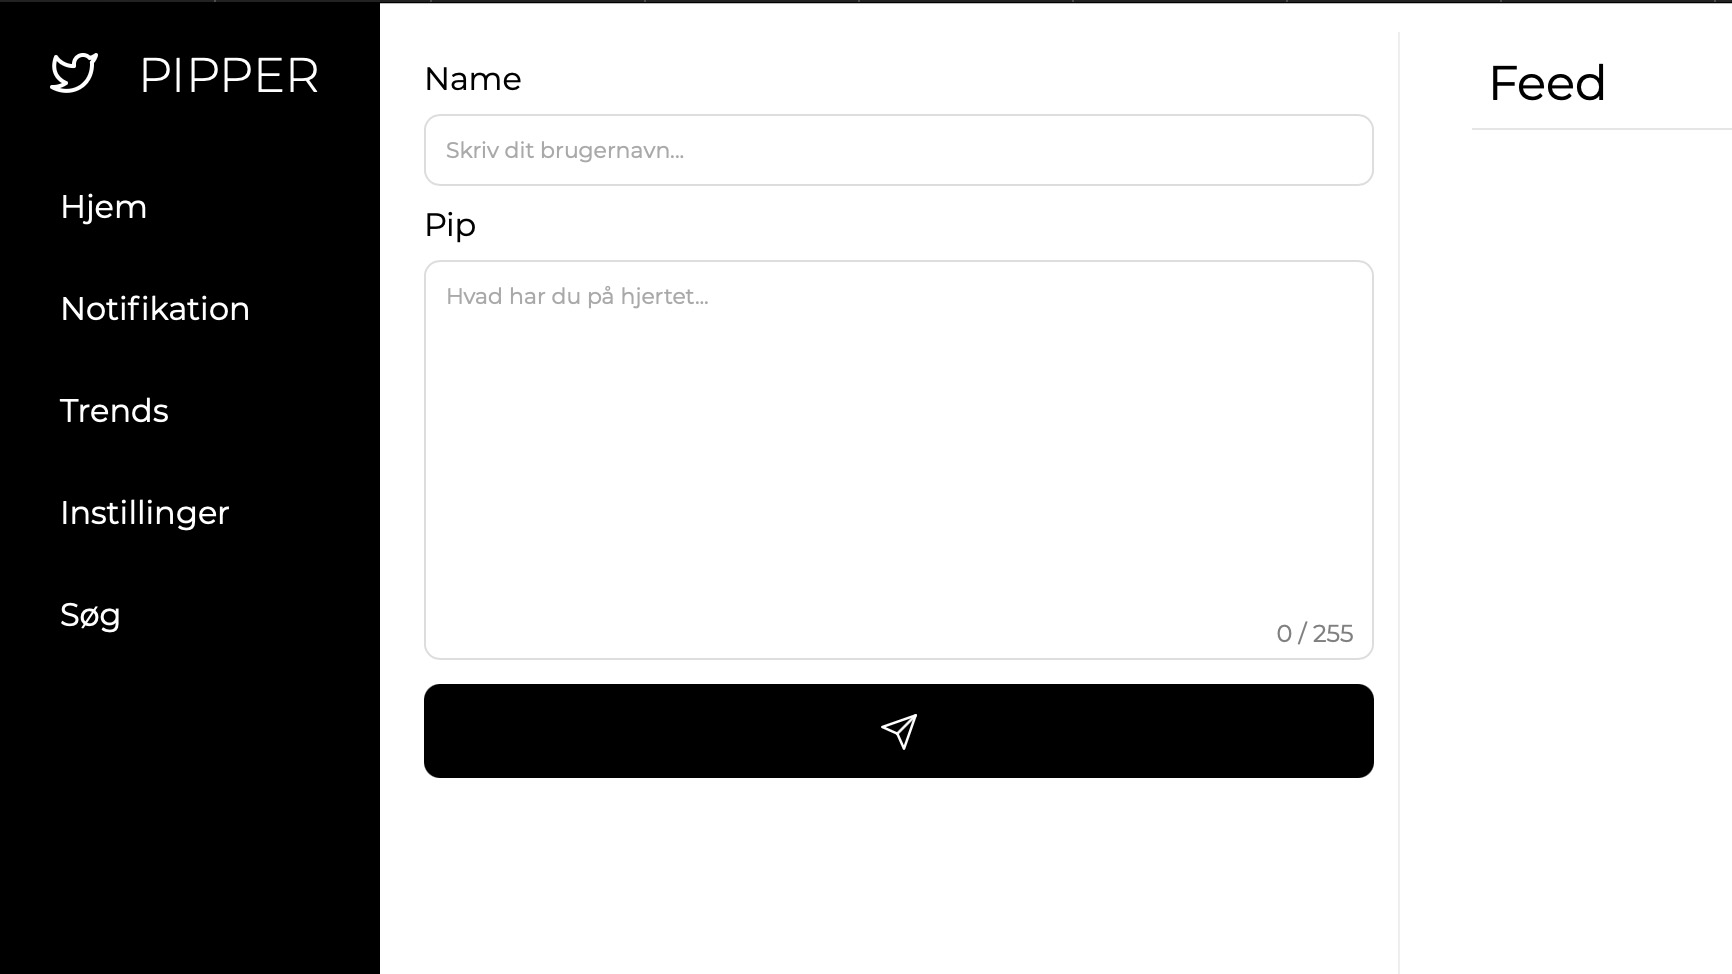 PIPPER
Hjem
Notifikation
Trends
Instillinger
Søg
Name
Skriv dit brugernavn...
Pip
Hvad har du på hjertet...
0 / 255
Feed